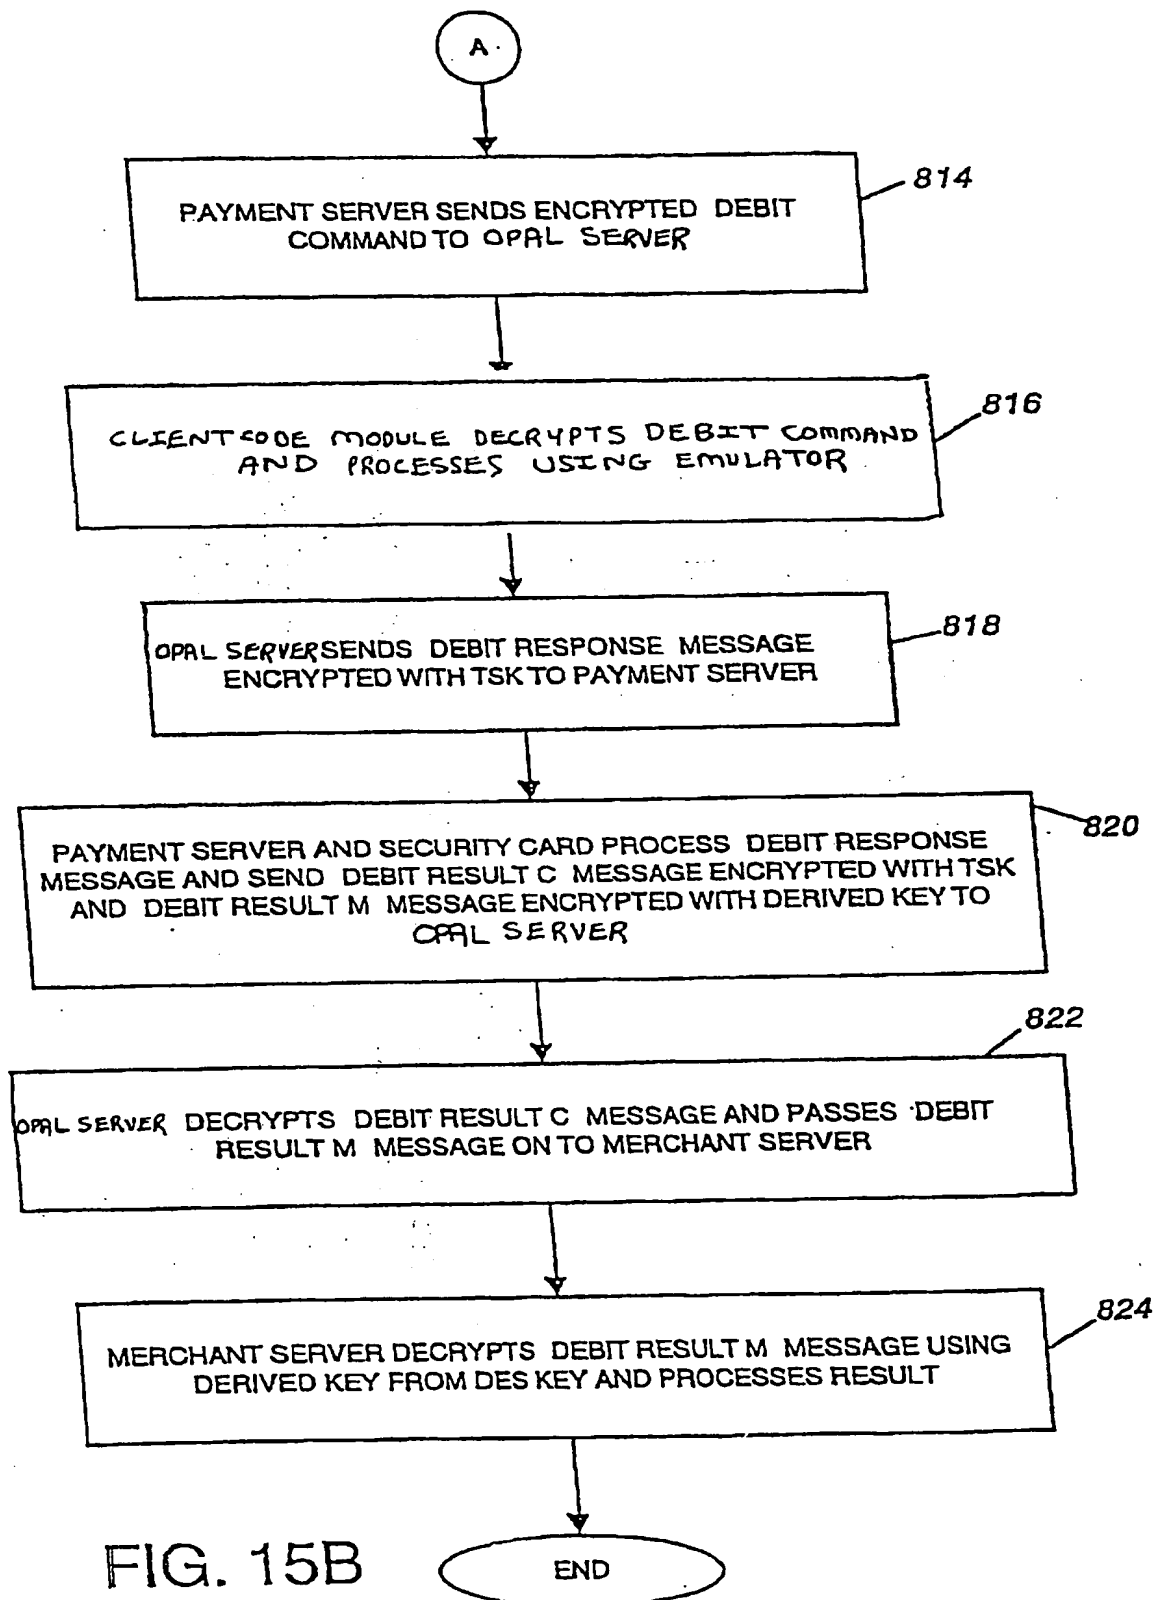 A
814
PAYMENT SERVER SENDS ENCRYPTED DEBIT
COMMAND TO OPAL SERVER
816
CLIENT CODE MODULE DECRYPTS DEBIT COMMAND
AND PROCESSES USING EMULATOR
818
OPAL SERVER SENDS DEBIT RESPONSE MESSAGE
ENCRYPTED WITH TSK TO PAYMENT SERVER
820
PAYMENT SERVER AND SECURITY CARD PROCESS DEBIT RESPONSE
MESSAGE AND SEND DEBIT RESULT C MESSAGE ENCRYPTED WITH TSK
AND DEBIT RESULT M MESSAGE ENCRYPTED WITH DERIVED KEY TO
OPAL SERVER
822
OPAL SERVER DECRYPTS DEBIT RESULT C MESSAGE AND PASSES DEBIT
RESULT M MESSAGE ON TO MERCHANT SERVER
824
MERCHANT SERVER DECRYPTS DEBIT RESULT M MESSAGE USING
DERIVED KEY FROM DES KEY AND PROCESSES RESULT
END
FIG. 15B